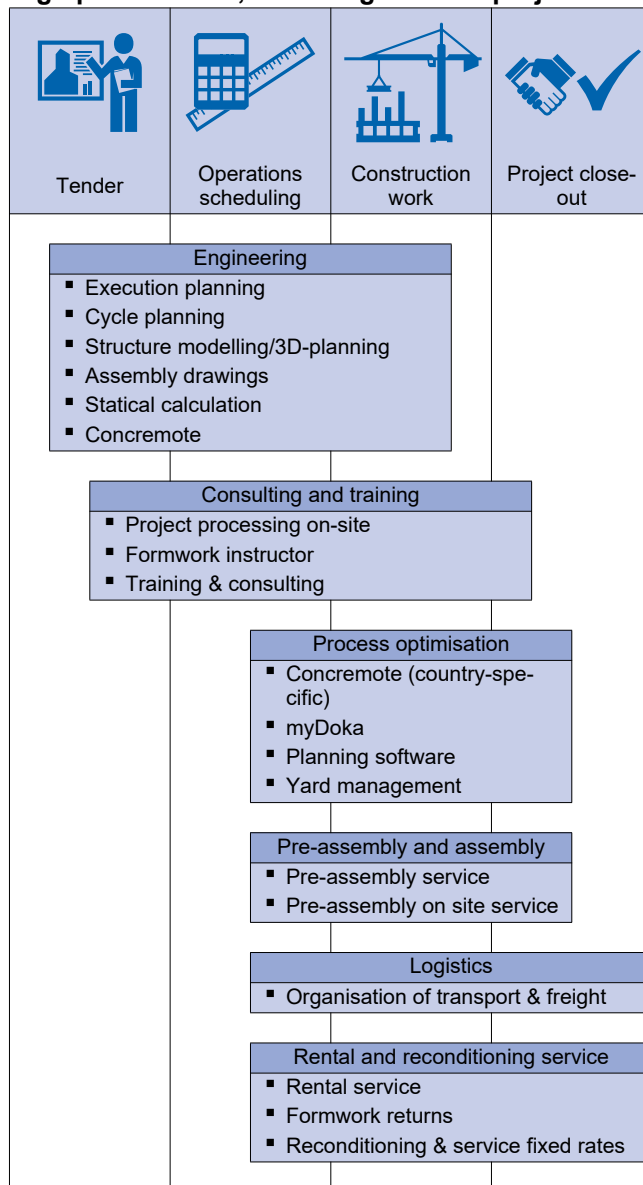 Tender
Operations
scheduling
Construction
work
Project close-
out
Engineering
▪ Execution planning
▪ Cycle planning
▪ Structure modelling/3D-planning
▪ Assembly drawings
▪ Statical calculation
▪ Concremote
Consulting and training
▪ Project processing on-site
▪ Formwork instructor
▪ Training & consulting
Process optimisation
▪ Concremote (country-spe-
cific)
▪ myDoka
▪ Planning software
▪ Yard management
Pre-assembly and assembly
▪ Pre-assembly service
▪ Pre-assembly on site service
Logistics
▪ Organisation of transport & freight
Rental and reconditioning service
▪ Rental service
▪ Formwork returns
▪ Reconditioning & service fixed rates